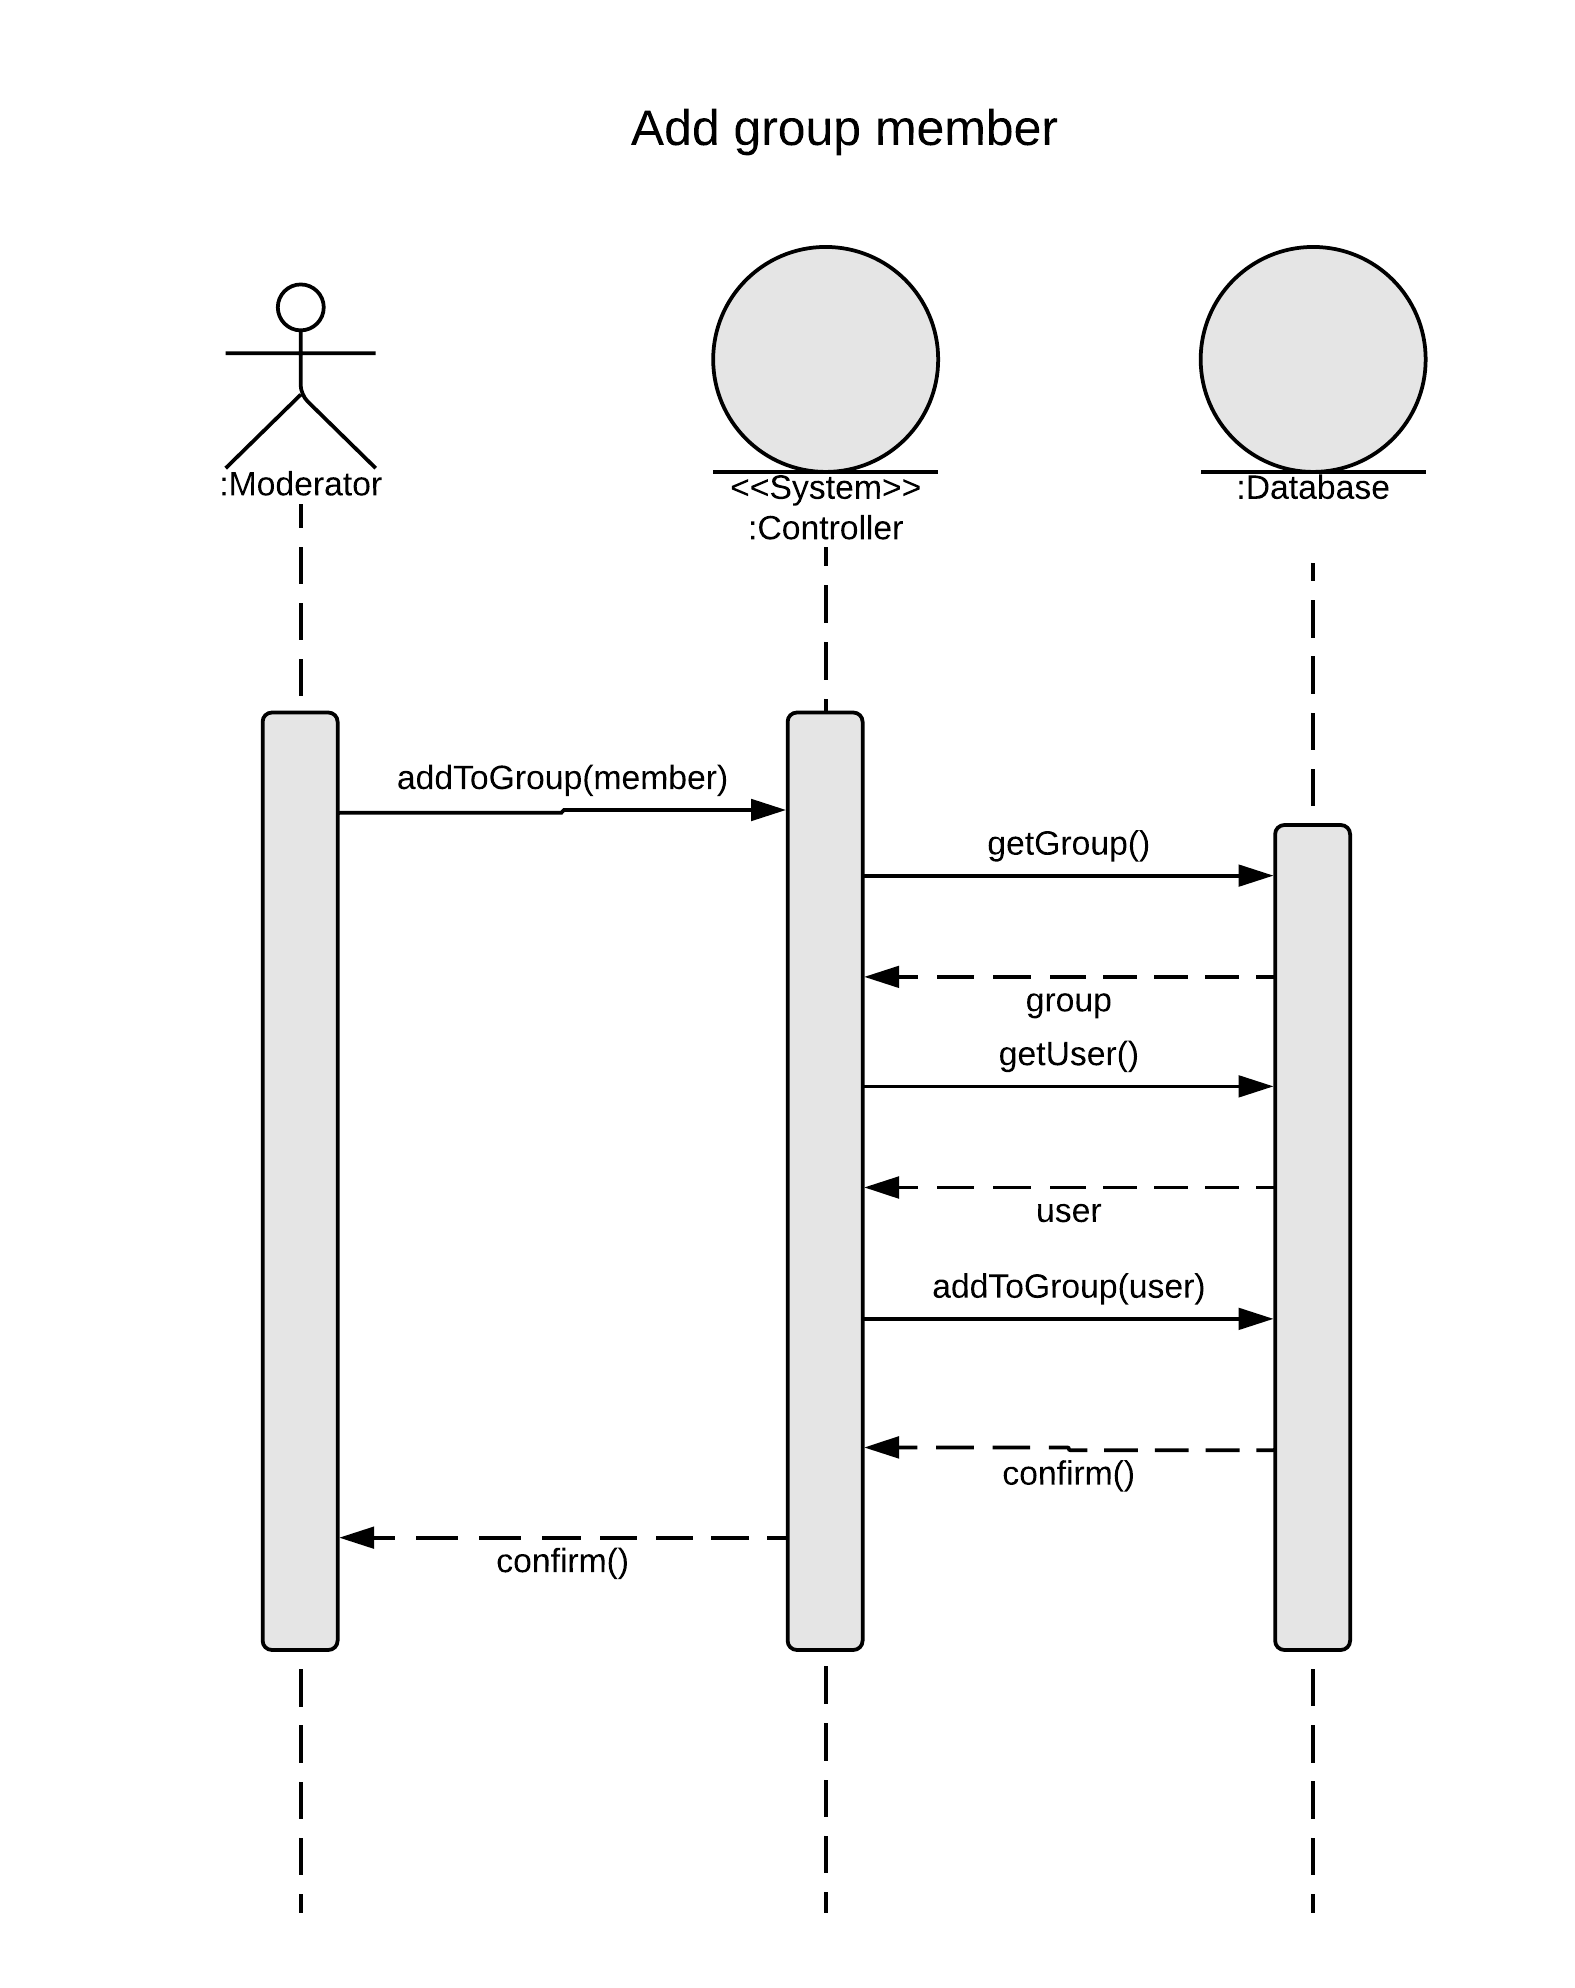 Add group member
:Moderator
<<System>>
:Controller
:Database
addToGroup(member)
getGroup()
group
getUser()
user
addToGroup(user)
confirm()
confirm()